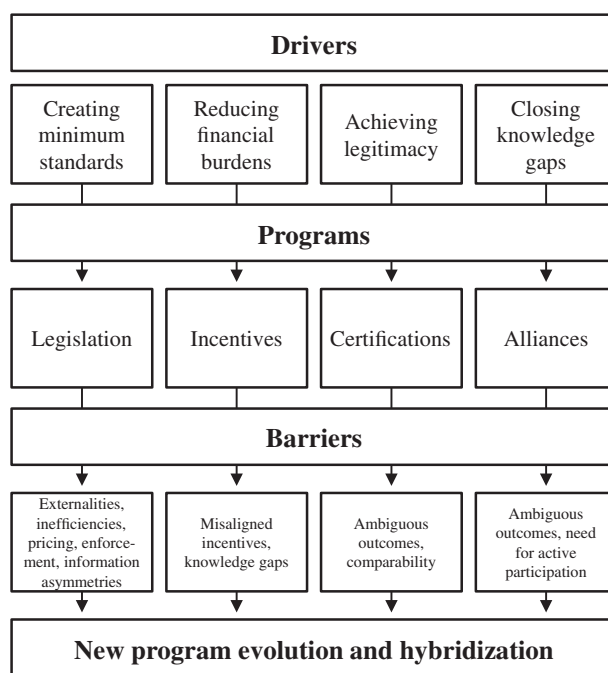 Drivers
Creating
minimum
standards
Reducing
financial
burdens
Achieving
legitimacy
Closing
knowledge
gaps
Programs
Legislation
Incentives
Certifications
Alliances
Barriers
Externalities,
inefficiencies,
pricing, enforce-
ment, information
asymmetries
Misaligned
incentives,
knowledge gaps
Ambiguous
outcomes,
comparability
Ambiguous
outcomes, need
for active
participation
New program evolution and hybridization